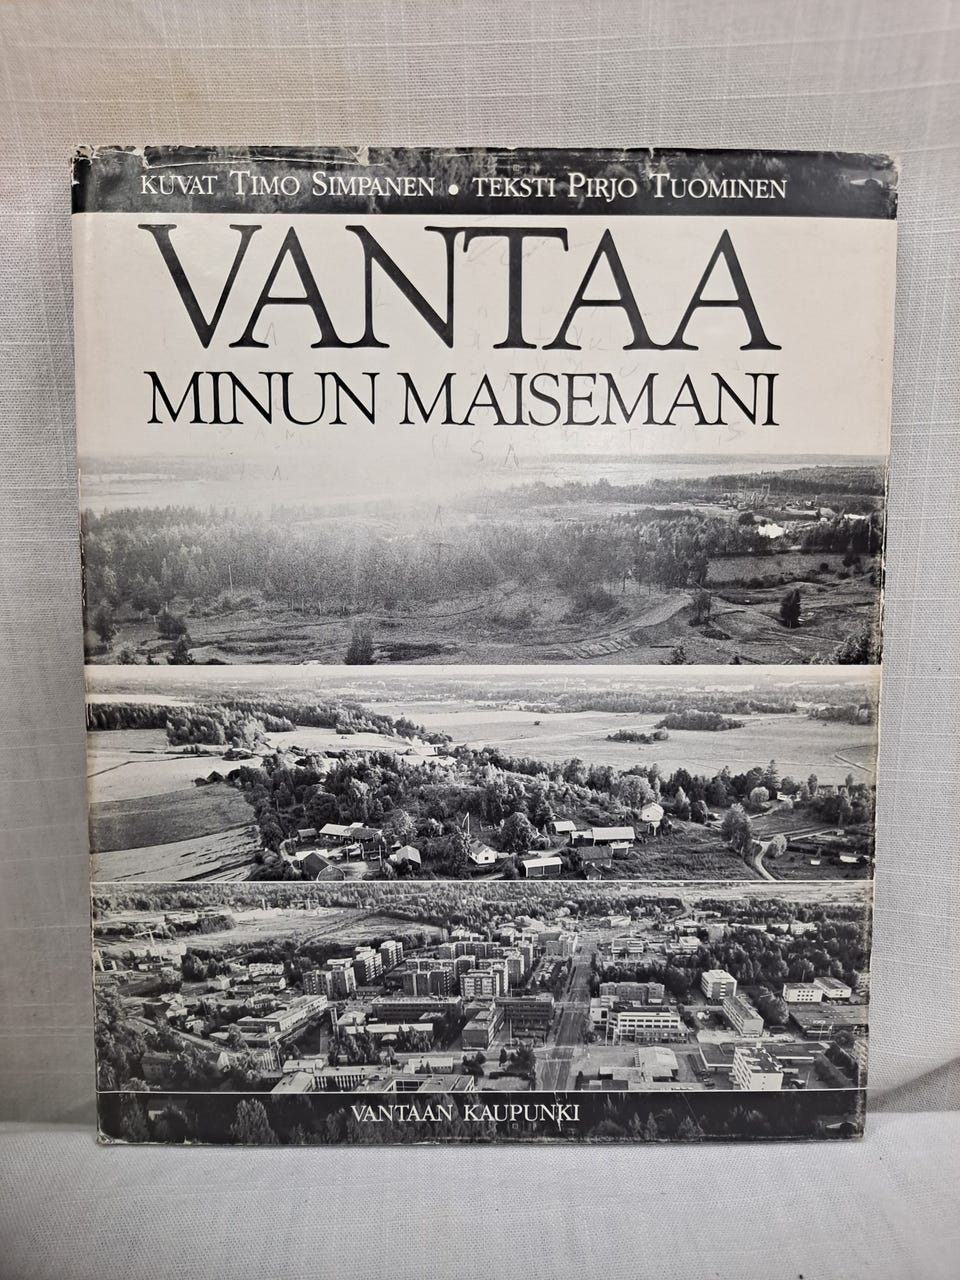 KUVAT TIMO SIMPANEN • TEKSTI PIRJO TUOMINEN
VANTAA
MINUN MAISEMANI
VANTAAN KAUPUNKI